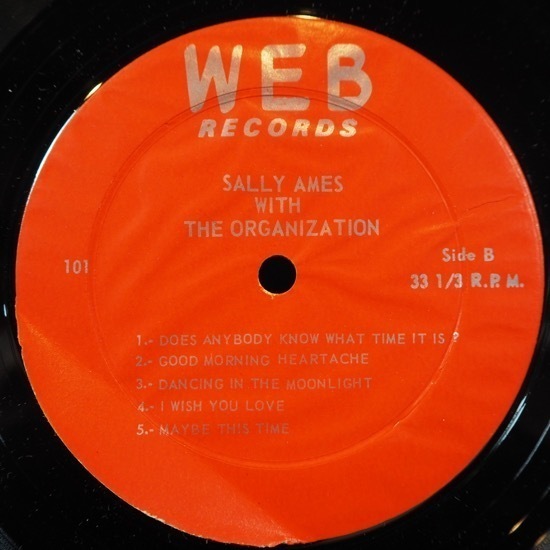 WEB
RECORDS
SALLY AMES
WITH
THE ORGANIZATION
101
Side B
33 1/3 R.P.M.
1.- DOES ANYBODY KNOW WHAT TIME IT IS ?
2.- GOOD MORNING HEARTACHE
3.- DANCING IN THE MOONLIGHT
4.- I WISH YOU LOVE
5.- MAYBE THIS TIME